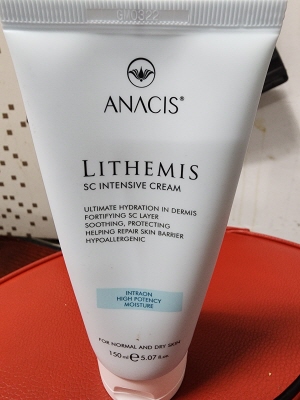 ANACIS®
LITHEMIS
SC INTENSIVE CREAM
ULTIMATE HYDRATION IN DERMIS
FORTIFYING SC LAYER
SOOTHING, PROTECTING
HELPING REPAIR SKIN BARRIER
HYPOALLERGENIC
INTRAON
HIGH POTENCY
MOISTURE
FOR NORMAL AND DRY SKIN
150 ml ℮ 5.07 fl.oz